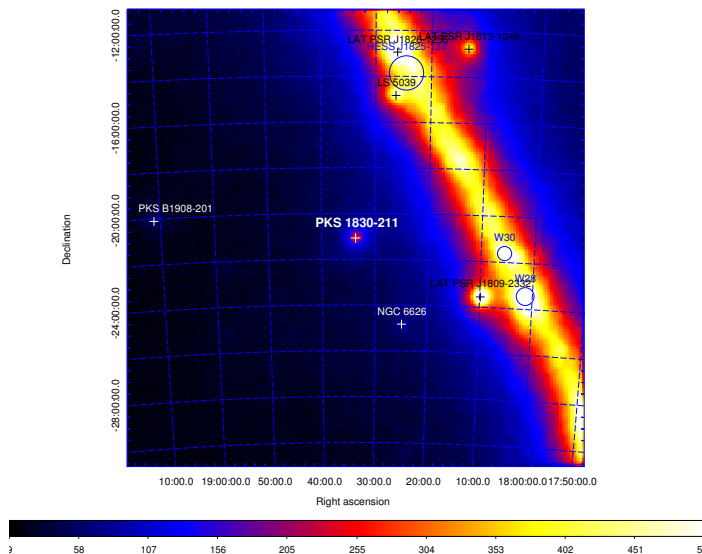 -12:00:00.0
LAT PSR J1826-1256
LAT PSR J1813-1246
HESS J1825-137
LS 5039
-16:00:00.0
PKS B1908-201
-20:00:00.0
PKS 1830-211
W30
W28
LAT PSR J1809-2332
NGC 6626
-24:00:00.0
-28:00:00.0
Declination
10:00.0 19:00:00.0 50:00.0 40:00.0 30:00.0 20:00.0 10:00.0 18:00:00.0 17:50:00.0
Right ascension
9 58 107 156 205 255 304 353 402 451